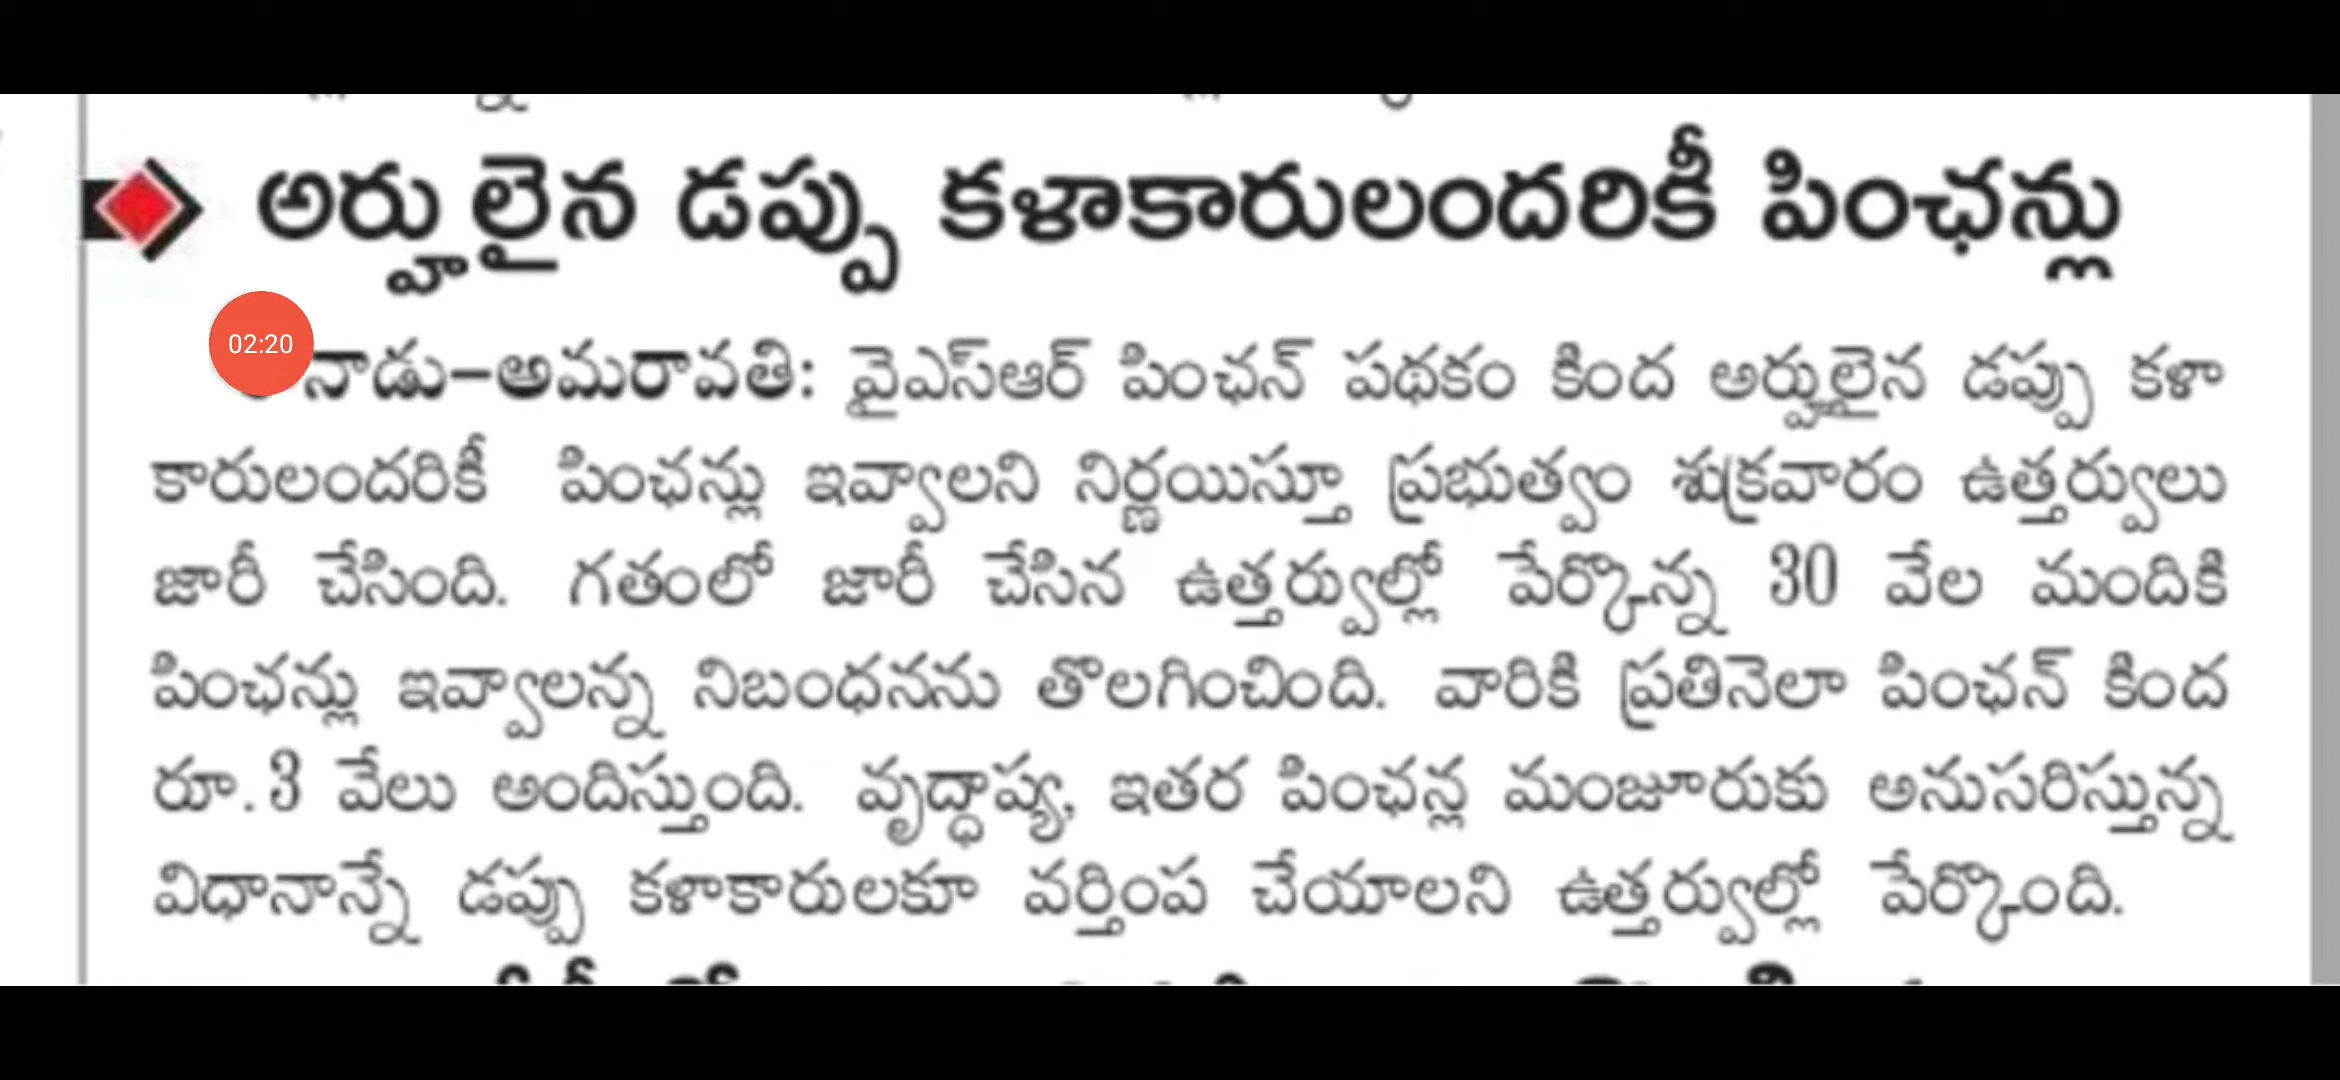 అర్హులైన డప్పు కళాకారులందరికీ పింఛన్లు
02:20
నాడు-అమరావతి: వైఎస్ఆర్ పింఛన్ పథకం కింద అర్హులైన డప్పు కళా
కారులందరికీ పింఛన్లు ఇవ్వాలని నిర్ణయిస్తూ ప్రభుత్వం శుక్రవారం ఉత్తర్వులు
జారీ చేసింది. గతంలో జారీ చేసిన ఉత్తర్వుల్లో పేర్కొన్న 30 వేల మందికి
పింఛన్లు ఇవ్వాలన్న నిబంధనను తొలగించింది. వారికి ప్రతినెలా పింఛన్ కింద
రూ.3 వేలు అందిస్తుంది. వృద్ధాప్య, ఇతర పింఛన్ల మంజూరుకు అనుసరిస్తున్న
విధానాన్నే డప్పు కళాకారులకూ వర్తింప చేయాలని ఉత్తర్వుల్లో పేర్కొంది.